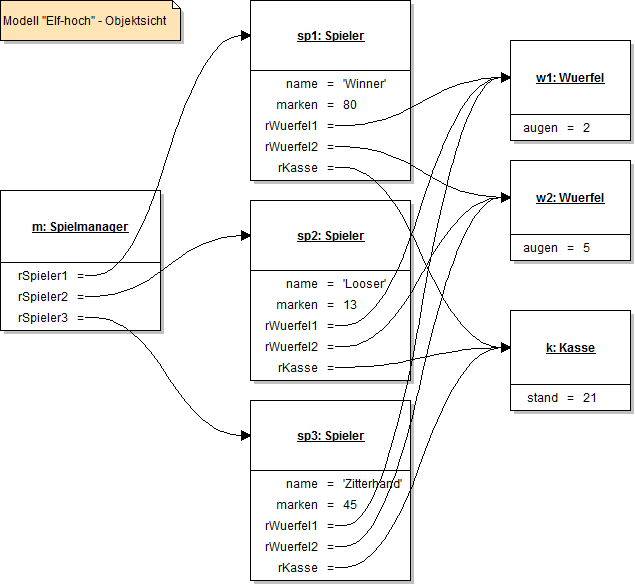 Modell "Elf-hoch" - Objektsicht
m: Spielmanager
rSpieler1 =
rSpieler2 =
rSpieler3 =
sp1: Spieler
name = 'Winner'
marken = 80
rWuerfel1 =
rWuerfel2 =
rKasse =
sp2: Spieler
name = 'Looser'
marken = 13
rWuerfel1 =
rWuerfel2 =
rKasse =
sp3: Spieler
name = 'Zitterhand'
marken = 45
rWuerfel1 =
rWuerfel2 =
rKasse =
w1: Wuerfel
augen = 2
w2: Wuerfel
augen = 5
k: Kasse
stand = 21